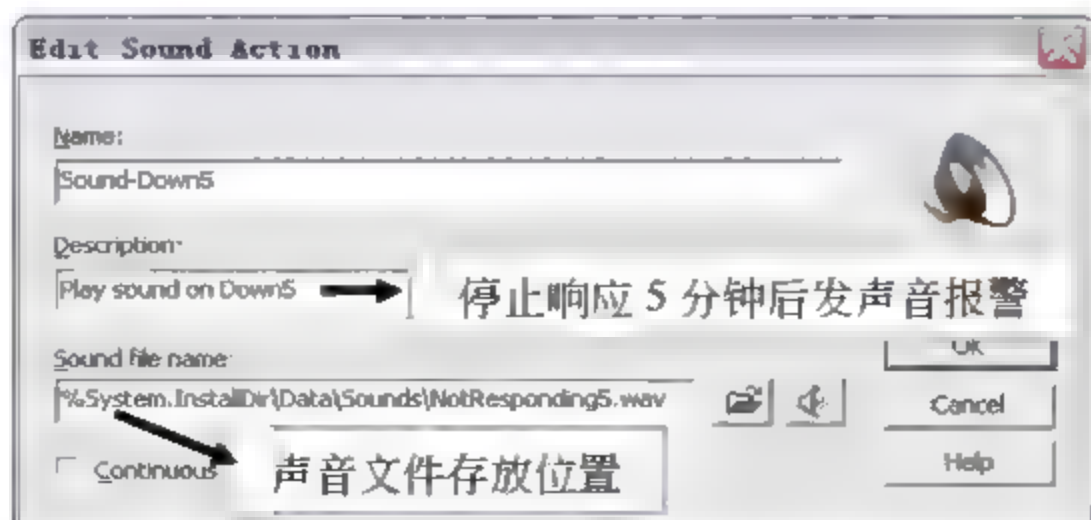 Edit Sound Action
Name:
Sound-Down5
Description:
Play sound on Down5
停止响应 5 分钟后发声音报警
Sound file name:
%System.InstallDir\Data\Sounds\NotResponding5.wav
OK
Cancel
Continuous
声音文件存放位置
Help